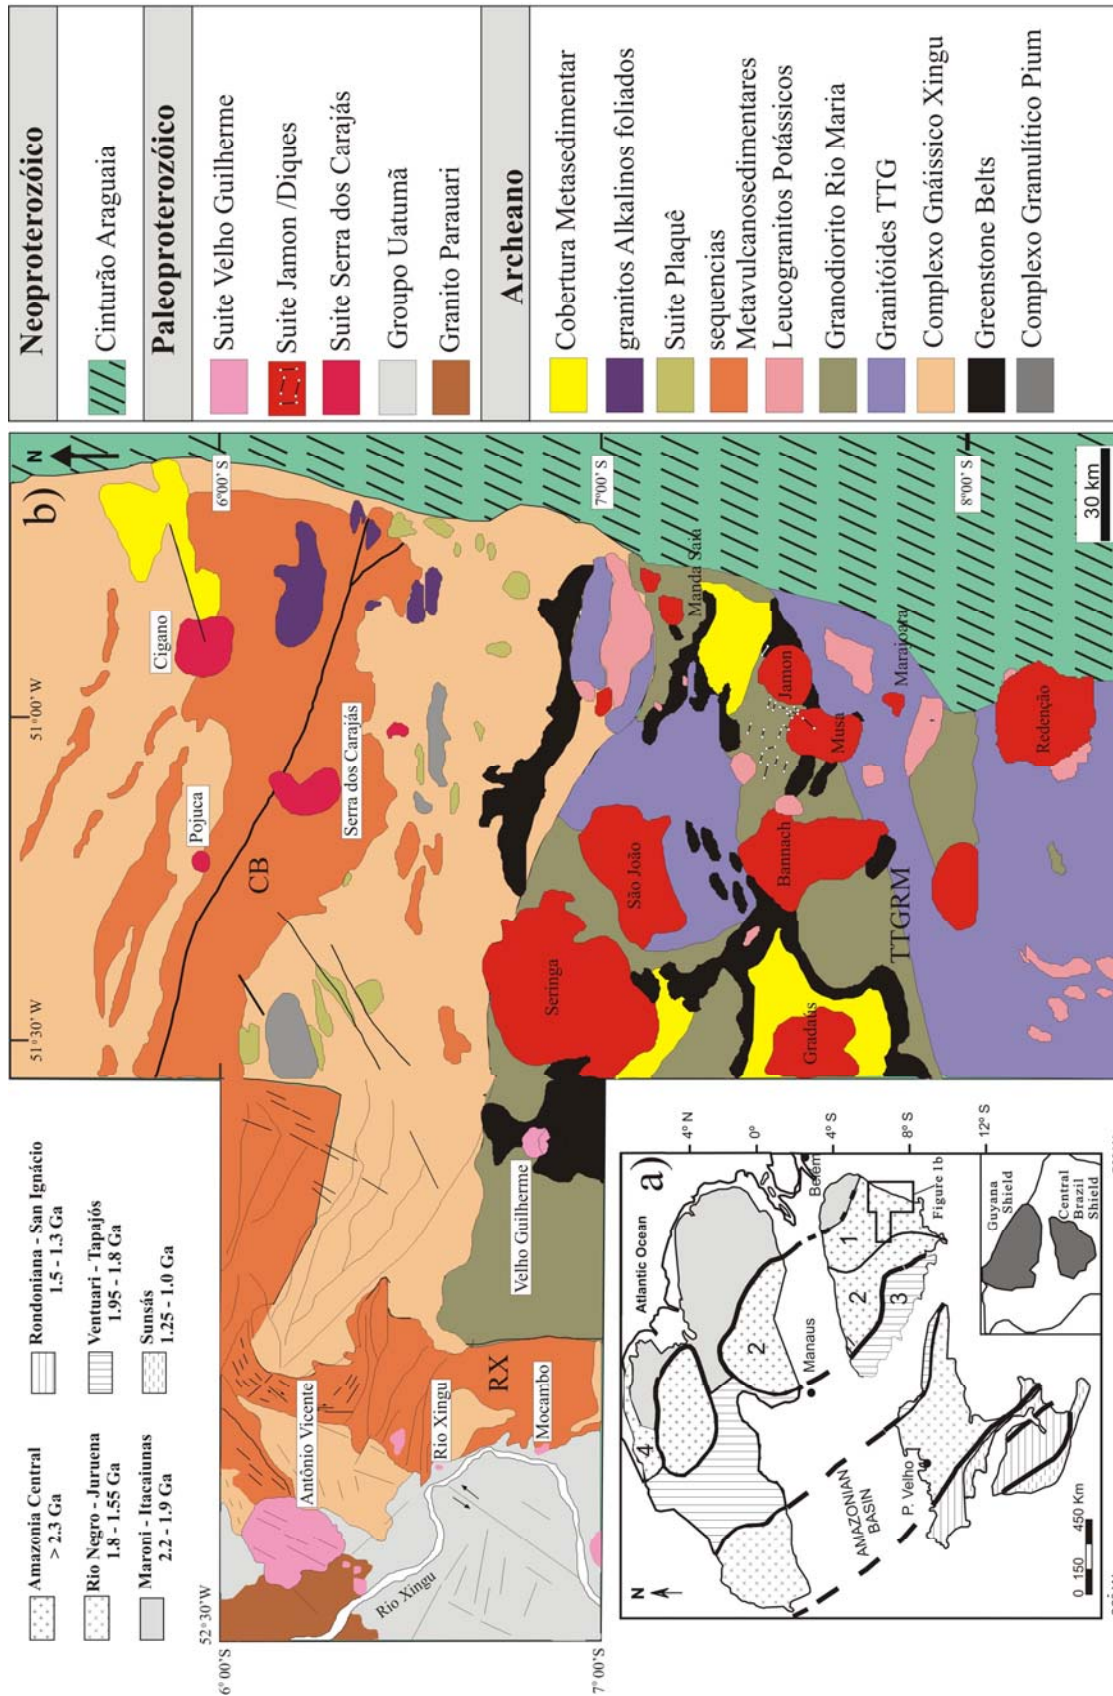 Amazonia Central
> 2.3 Ga
Rio Negro - Juruena
1.8 - 1.55 Ga
Maroni - Itacaiunas
2.2 - 1.9 Ga
Rondoniana - San Ignácio
1.5 - 1.3 Ga
Ventuari - Tapajós
1.95 - 1.8 Ga
Sunsás
1.25 - 1.0 Ga
b)
N
52°30'W
51°30' W
51°00' W
6°00'S
7°00'S
6°00' S
7°00' S
8°00' S
30 km
Antônio Vicente
Rio Xingu
Rio Xingu
Mocambo
RX
Velho Guilherme
CB
Pojuca
Cigano
Serra dos Carajás
Seringa
São João
Gradaús
Bannach
TTGRM
Musa
Jamon
Manda Saia
Marajoara
Redenção
a)
N
Atlantic Ocean
4° N
0°
4° S
8° S
12° S
Belém
Manaus
P. Velho
AMAZONIAN
BASIN
1
2
2
3
4
Figure 1b
Guyana
Shield
Central
Brazil
Shield
0 150 450 Km
Neoproterozóico
Cinturão Araguaia
Paleoproterozóico
Suite Velho Guilherme
Suite Jamon /Diques
Suite Serra dos Carajás
Groupo Uatumã
Granito Parauari
Archeano
Cobertura Metasedimentar
granitos Alkalinos foliados
Suite Plaquê
sequencias
Metavulcanosedimentares
Leucogranitos Potássicos
Granodiorito Rio Maria
Granitóides TTG
Complexo Gnáissico Xingu
Greenstone Belts
Complexo Granulítico Pium